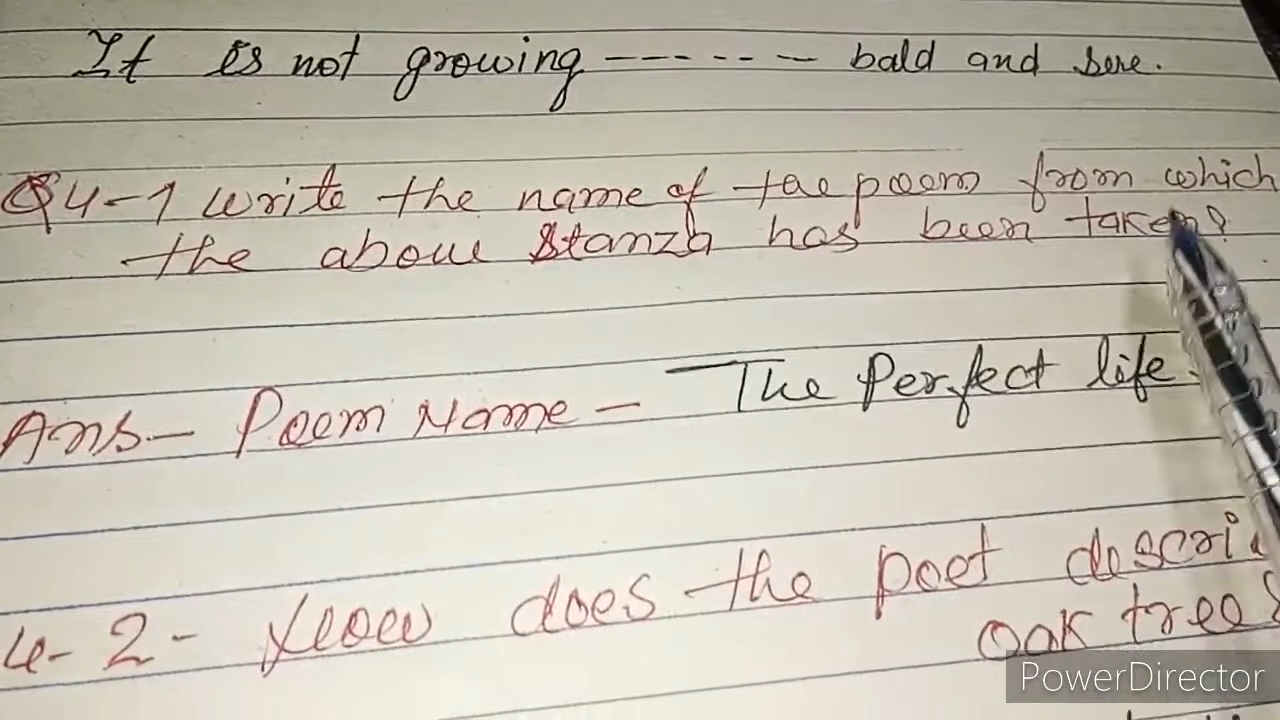 It is not growing ------ bald and sere.
Q4-1 write the name of the poem from which
the above stanza has been taken?
Ans- Poem Name - The Perfect life.
4-2- How does the poet descri
oak tree?
PowerDirector